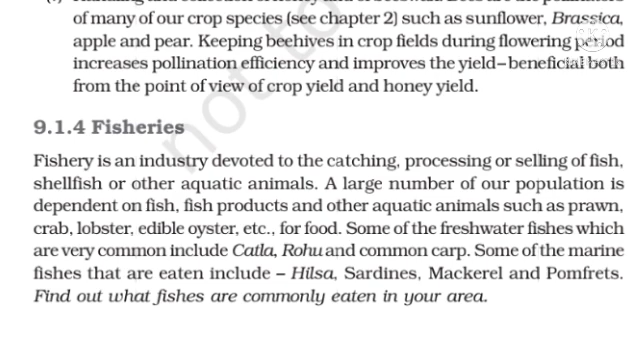 of many of our crop species (see chapter 2) such as sunflower, Brassica,
apple and pear. Keeping beehives in crop fields during flowering period
increases pollination efficiency and improves the yield–beneficial both
from the point of view of crop yield and honey yield.
9.1.4 Fisheries
Fishery is an industry devoted to the catching, processing or selling of fish,
shellfish or other aquatic animals. A large number of our population is
dependent on fish, fish products and other aquatic animals such as prawn,
crab, lobster, edible oyster, etc., for food. Some of the freshwater fishes which
are very common include Catla, Rohu and common carp. Some of the marine
fishes that are eaten include – Hilsa, Sardines, Mackerel and Pomfrets.
Find out what fishes are commonly eaten in your area.
not to